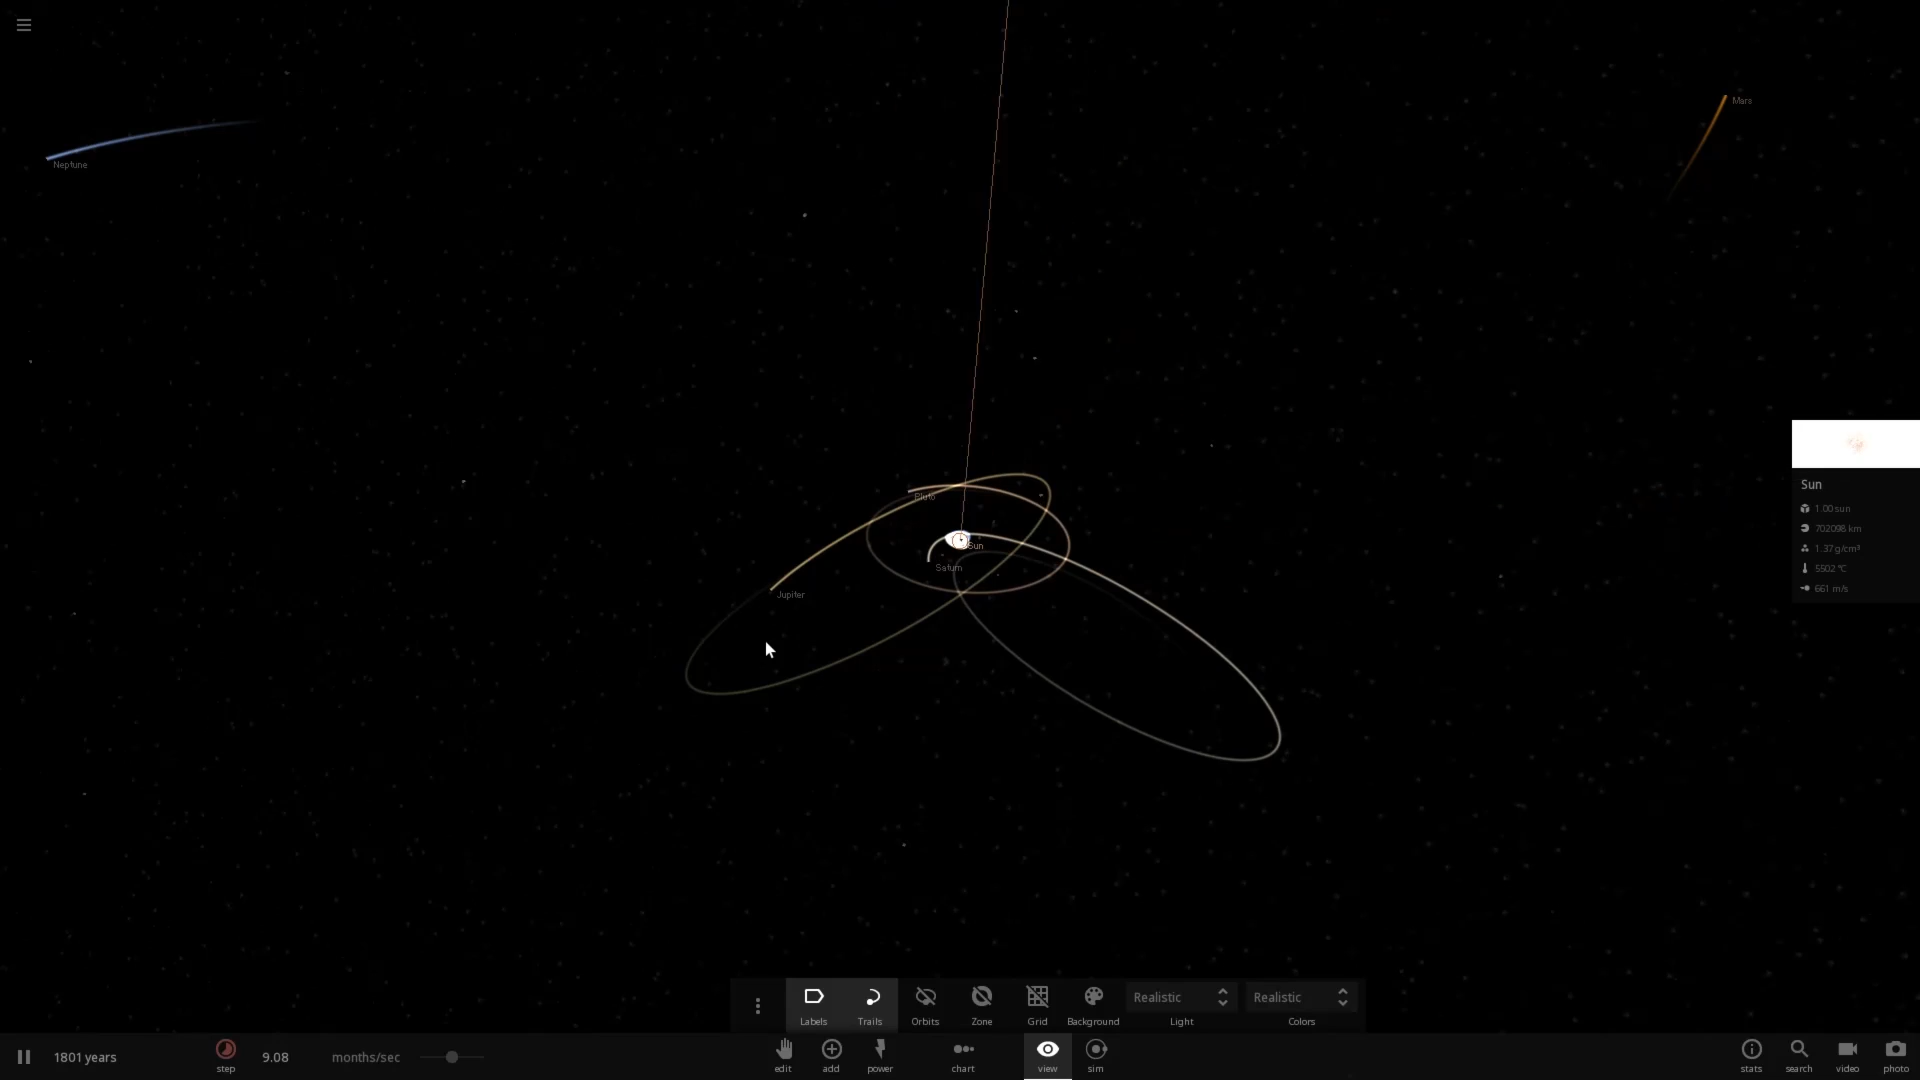 Mars
Neptune
Pluto
Sun
Saturn
Jupiter
Sun
1.00 sun
702098 km
1.37 g/cm³
5502 °C
661 m/s
Labels
Trails
Orbits
Zone
Grid
Background
Realistic
Light
Realistic
Colors
1801 years
step
9.08
months/sec
edit
add
power
chart
view
sim
stats
search
video
photo